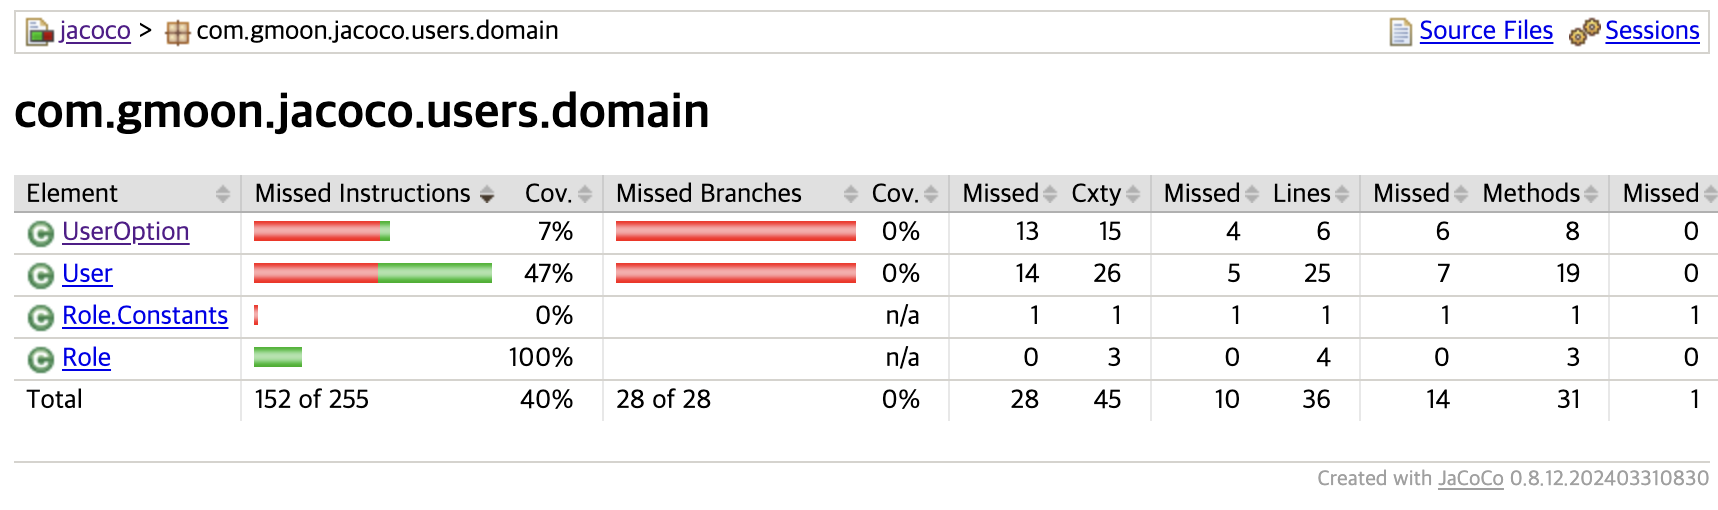 jacoco > com.gmoon.jacoco.users.domain Source Files Sessions
com.gmoon.jacoco.users.domain
Element Missed Instructions Cov. Missed Branches Cov. Missed Cxty Missed Lines Missed Methods Missed
UserOption 7% 0% 13 15 4 6 6 8 0
User 47% 0% 14 26 5 25 7 19 0
Role.Constants 0% n/a 1 1 1 1 1 1 1
Role 100% n/a 0 3 0 4 0 3 0
Total 152 of 255 40% 28 of 28 0% 28 45 10 36 14 31 1
Created with JaCoCo 0.8.12.202403310830